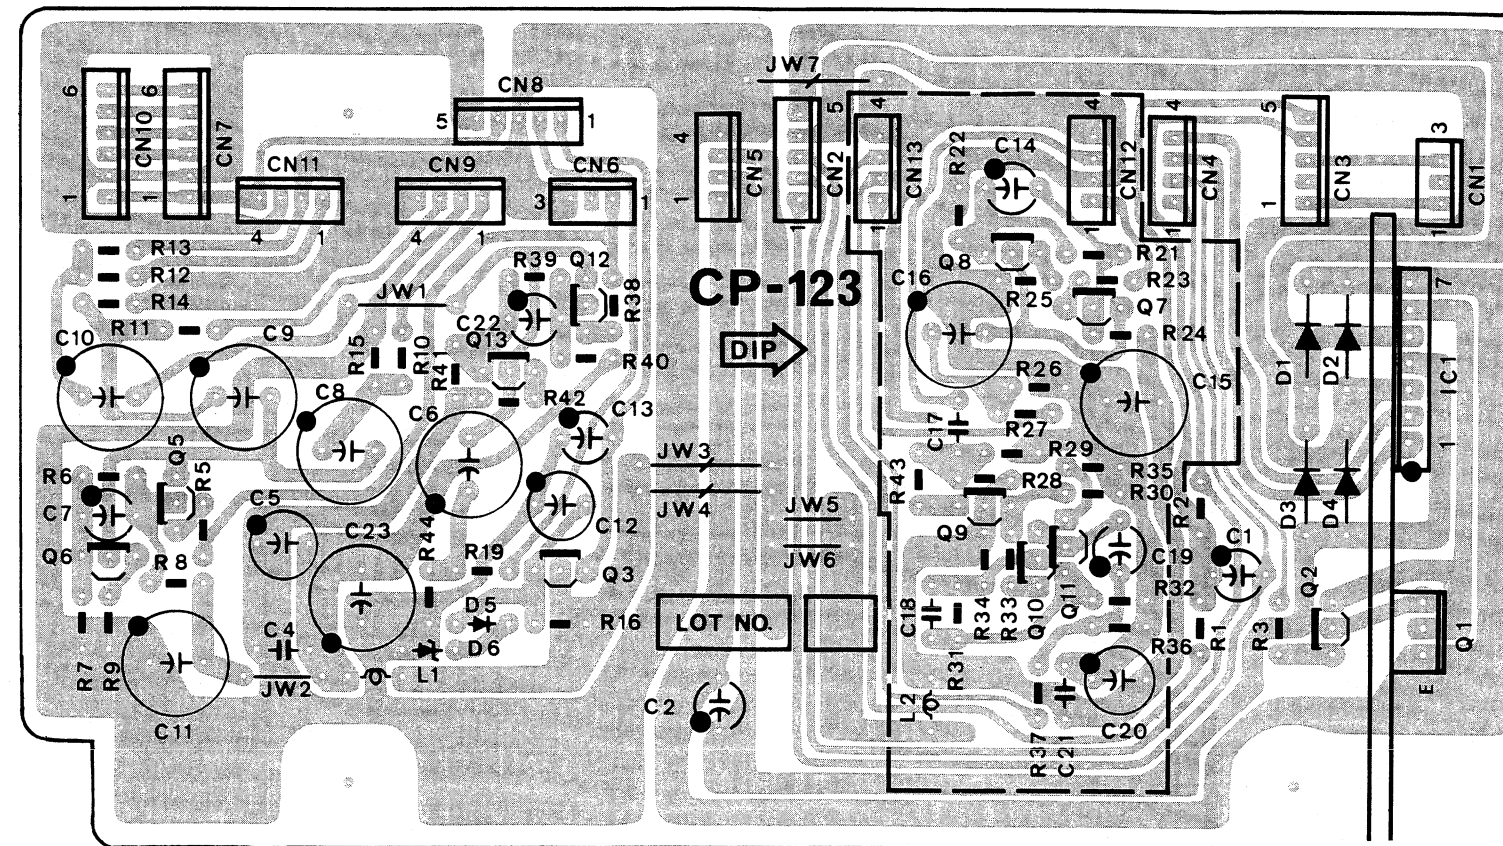 JW7
CN8
5
1
6
1
CN10
6
1
CN7
CN11
4
1
CN9
4
1
CN6
3
1
4
1
CN5
5
1
CN2
4
1
CN13
R22
C14
4
1
CN12
4
1
CN4
5
1
CN3
3
1
CN1
R13
R12
R14
R11
C10
C9
JW1
R39
Q12
R38
C22
Q13
R15
R10
R41
R40
CP-123
DIP
C16
Q8
R21
R23
R25
Q7
R24
D1
D2
7
1
IC1
C8
C6
R42
C13
R26
C15
C17
R27
R6
Q5
R5
C7
Q6
R8
C5
C23
R44
R19
C12
Q3
JW3
JW4
JW5
JW6
R43
R29
R28
R35
R30
R2
D3
D4
Q9
C19
C1
R32
Q2
D5
D6
R16
LOT NO.
C18
R34
R33
Q10
Q11
R36
R1
R3
Q1
E
R7
R9
C11
C4
JW2
L1
C2
L2
R31
R37
C21
C20